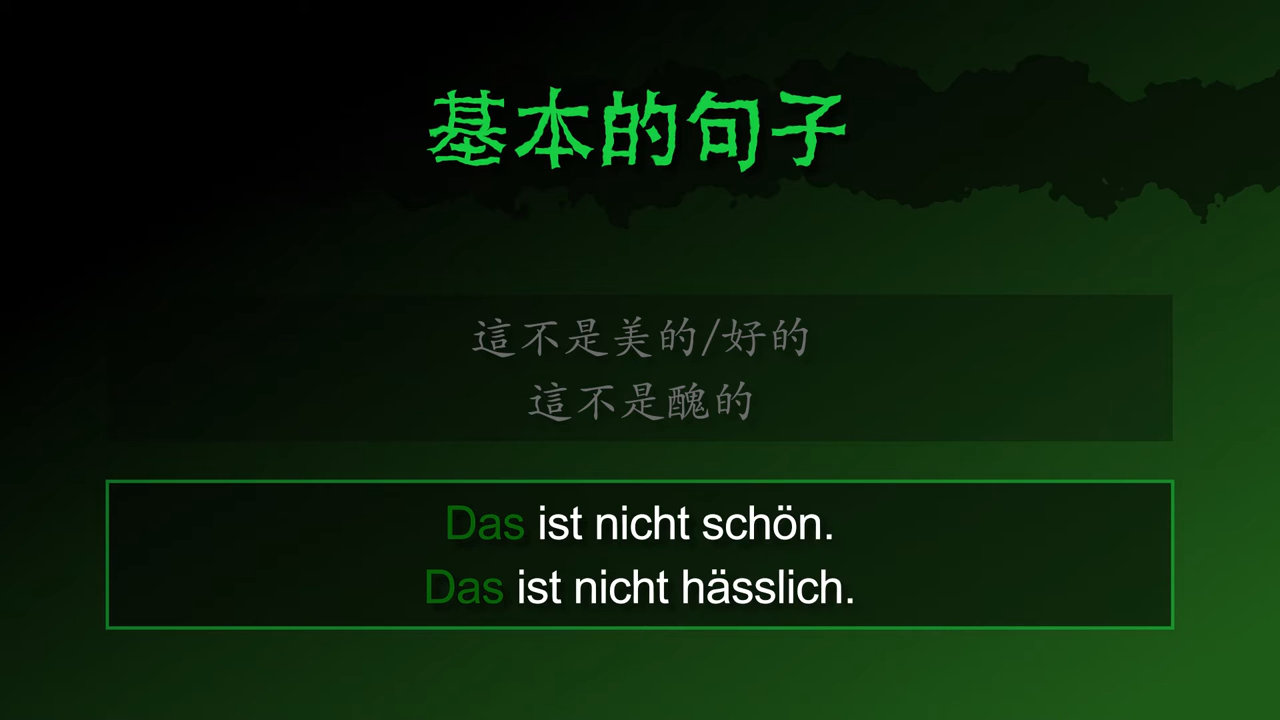 基本的句子
這不是美的/好的
這不是醜的
Das ist nicht schön.
Das ist nicht hässlich.